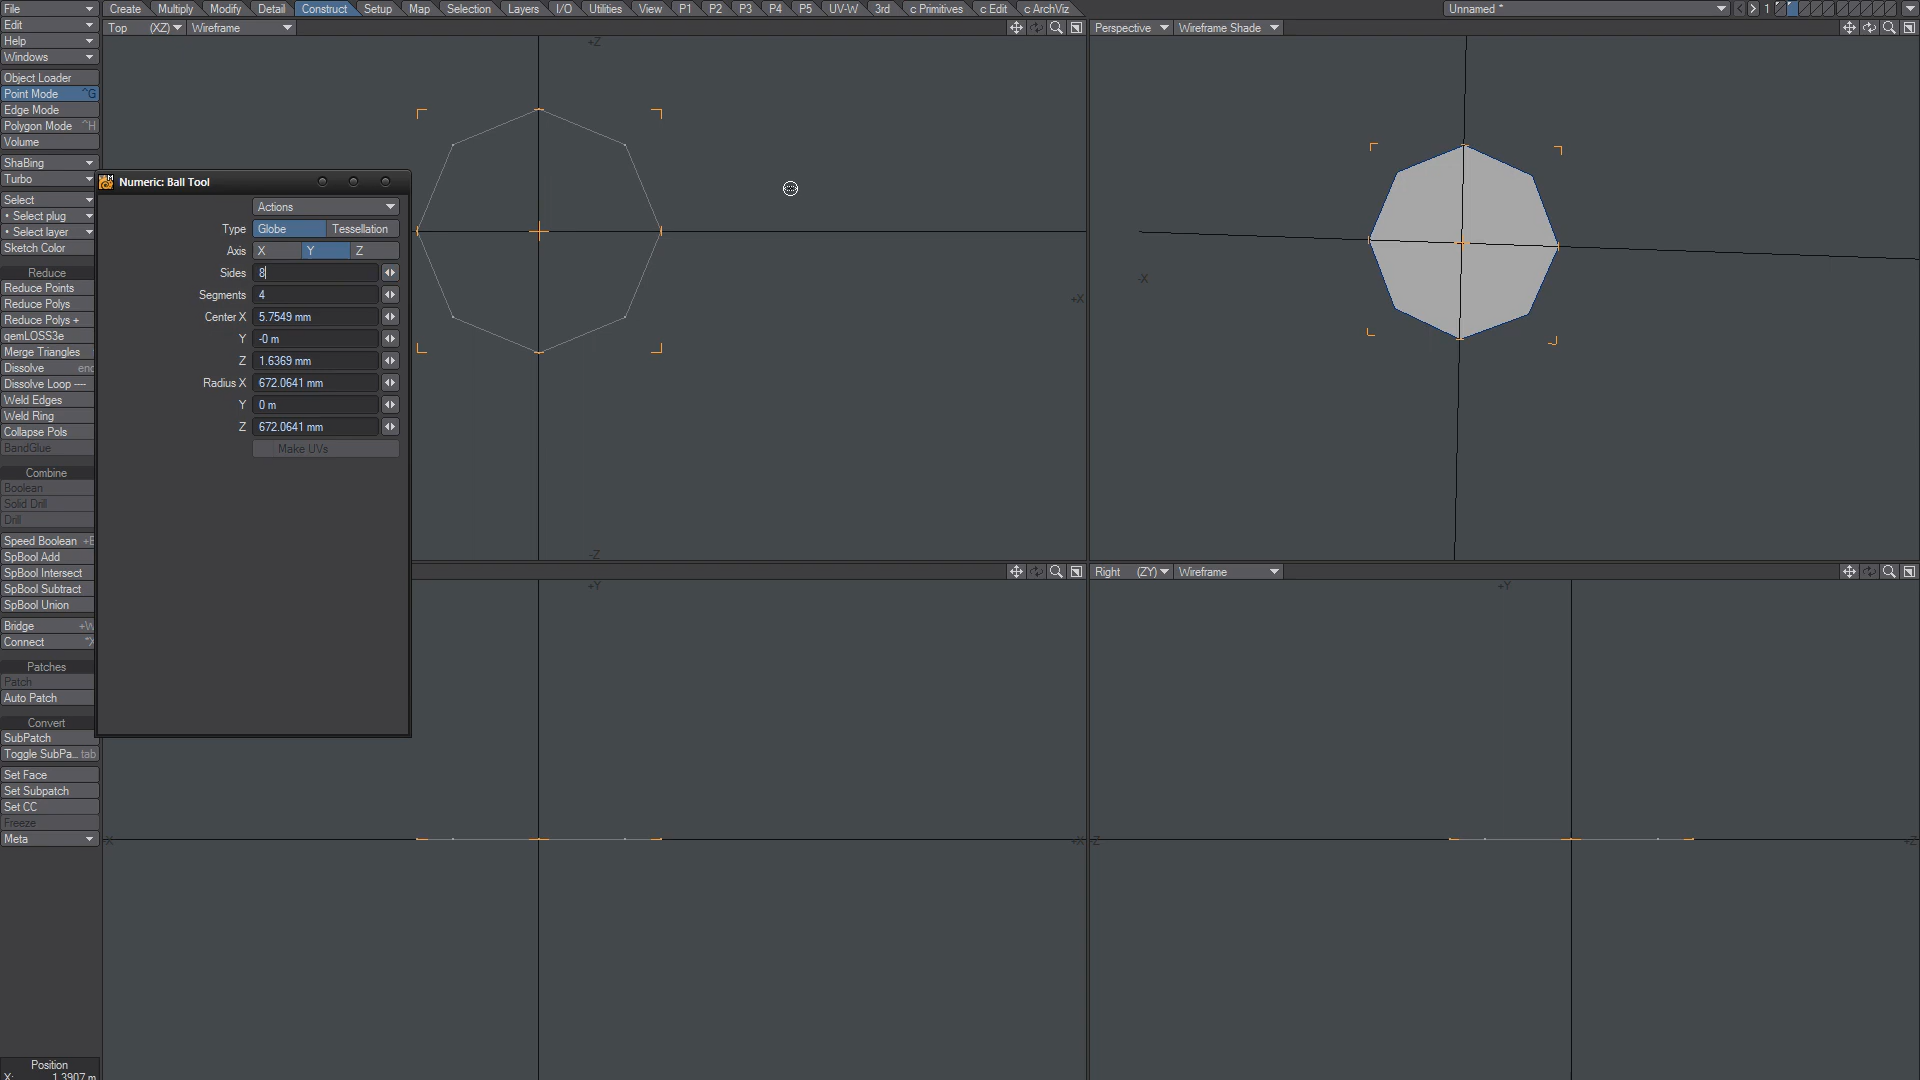 File
Create Multiply Modify Detail Construct Setup Map Selection Layers I/O Utilities View P1 P2 P3 P4 P5 UV-W 3rd c Primitives c Edit c ArchViz
Unnamed * < > 1
Edit
Top (XZ) Wireframe
Perspective Wireframe Shade
Help
Windows
Object Loader
Point Mode ^G
Edge Mode
Polygon Mode ^H
Volume
ShaBing
Turbo
Select
• Select plug
• Select layer
Sketch Color
Reduce
Reduce Points
Reduce Polys
Reduce Polys +
qemLOSS3e
Merge Triangles
Dissolve end
Dissolve Loop ----
Weld Edges
Weld Ring
Collapse Pols
BandGlue
Combine
Boolean
Solid Drill
Drill
Speed Boolean +B
SpBool Add
SpBool Intersect
SpBool Subtract
SpBool Union
Bridge +W
Connect
Patches
Patch
Auto Patch
Convert
SubPatch
Toggle SubPa... tab
Set Face
Set Subpatch
Set CC
Freeze
Meta
Position
X: 1.3907 m
Numeric: Ball Tool
Actions
Type Globe Tessellation
Axis X Y Z
Sides 8
Segments 4
Center X 5.7549 mm
Y -0 m
Z 1.6369 mm
Radius X 672.0641 mm
Y 0 m
Z 672.0641 mm
Make UVs
+Z
+X
-Z
-X
Right (ZY) Wireframe
+Y
-X
+X
+Y
-Z
+Z